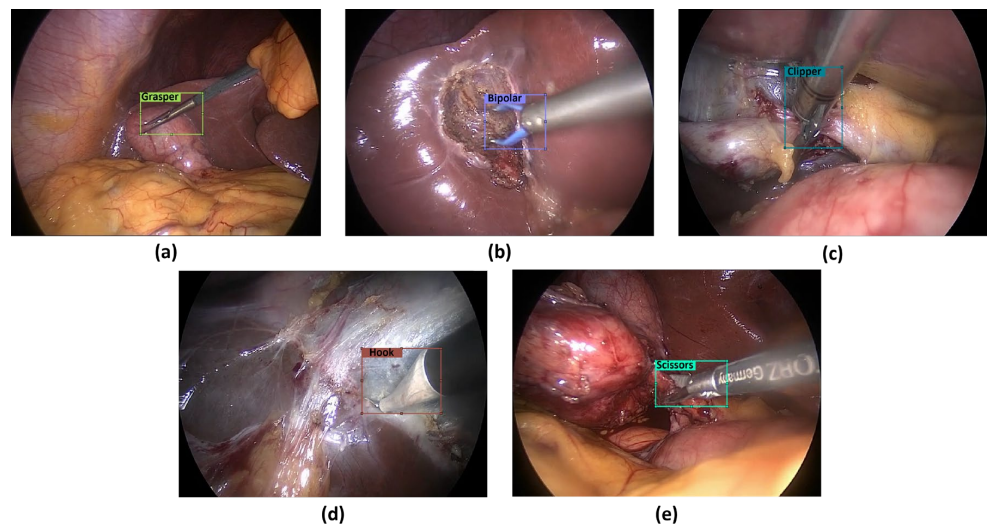 Grasper
Bipolar
Clipper
(a)
(b)
(c)
Hook
Scissors
ORZ Germany
(d)
(e)